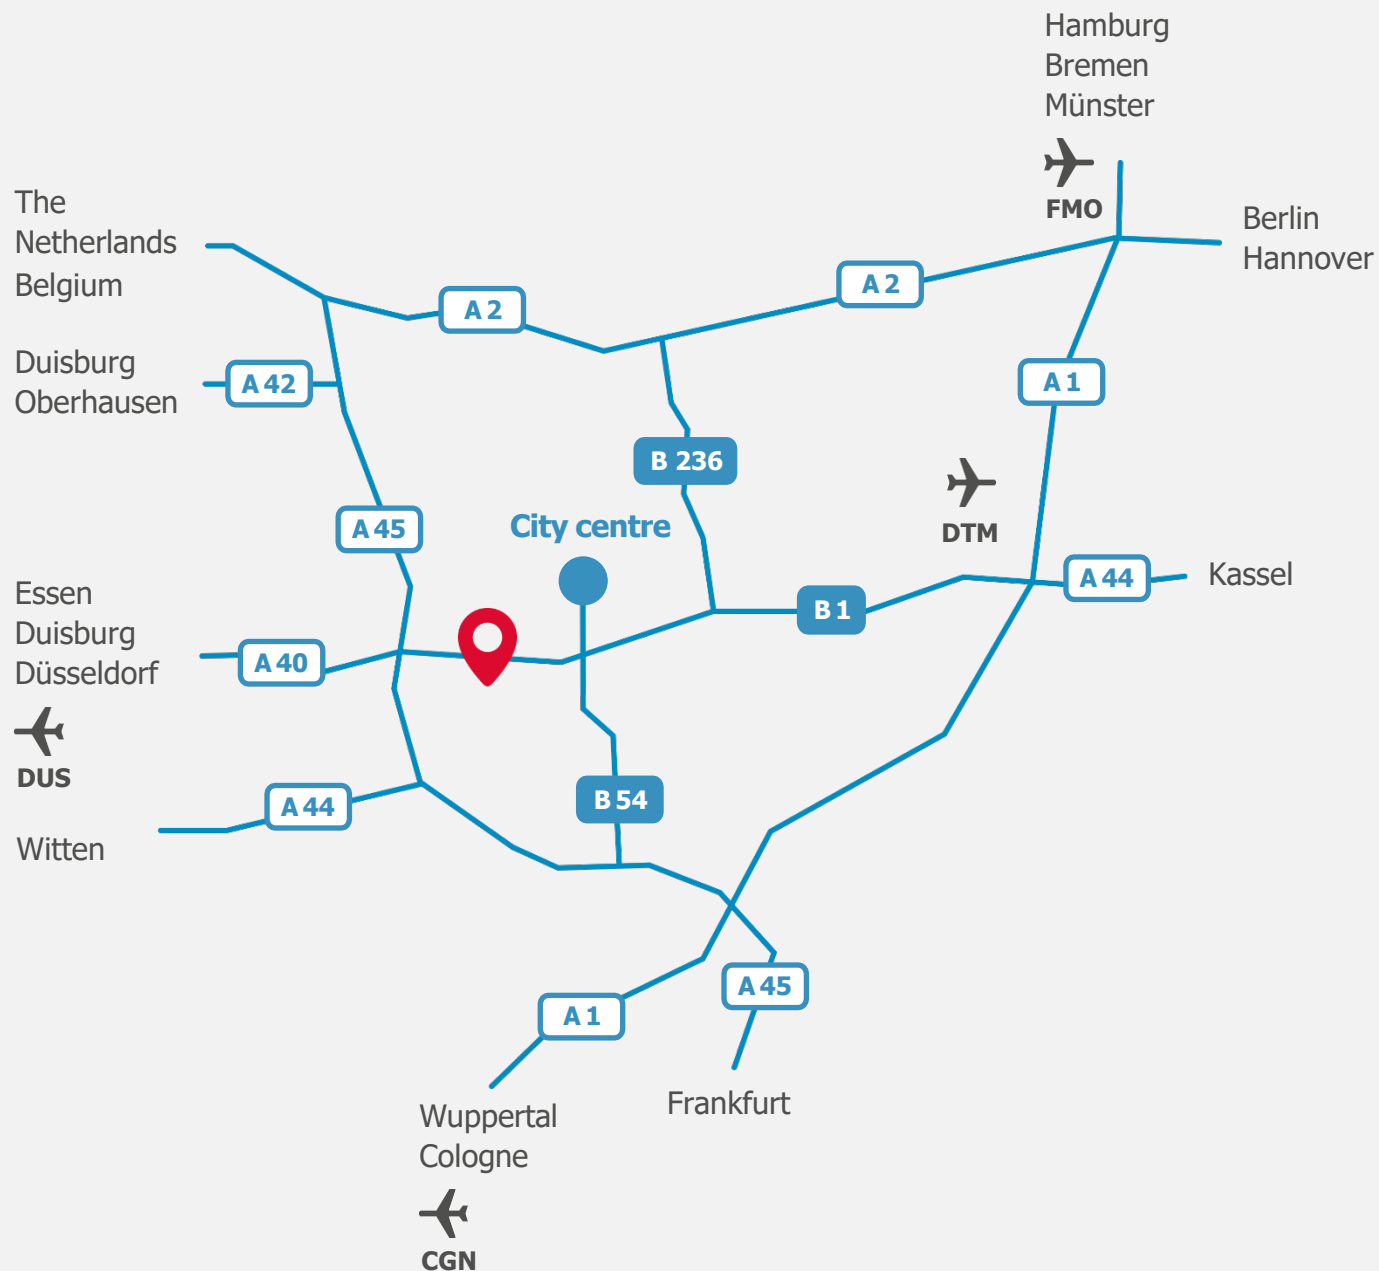 Hamburg
Bremen
Münster
FMO
The
Netherlands
Belgium
Berlin
Hannover
A 2
A 2
Duisburg
Oberhausen
A 42
A 1
B 236
A 45
City centre
DTM
A 44
Kassel
Essen
Duisburg
Düsseldorf
A 40
B 1
DUS
A 44
B 54
Witten
A 45
A 1
Frankfurt
Wuppertal
Cologne
CGN